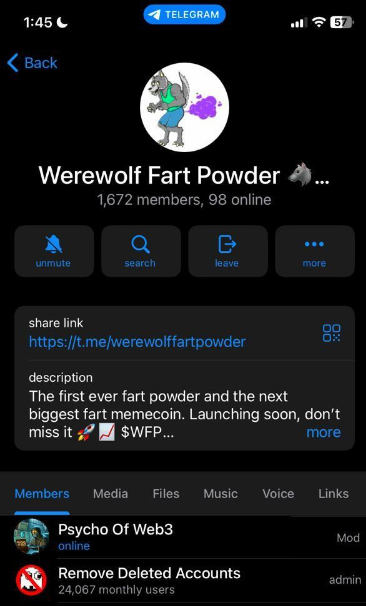 1:45
TELEGRAM
57
Back
Werewolf Fart Powder 🐺...
1,672 members, 98 online
unmute
search
leave
more
share link
https://t.me/werewolffartpowder
description
The first ever fart powder and the next
biggest fart memecoin. Launching soon, don't
miss it 🚀 📈 $WFP...
more
Members Media Files Music Voice Links
Psycho Of Web3
Mod
online
Remove Deleted Accounts
admin
24,067 monthly users